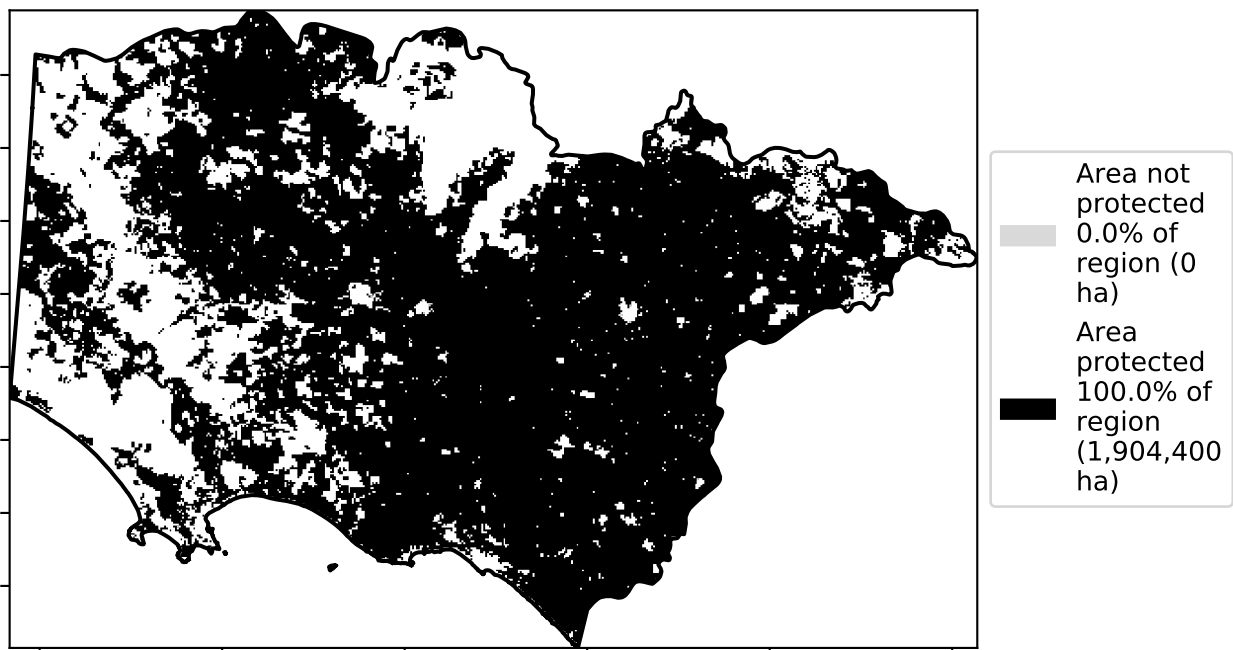 Area not
protected
0.0% of
region (0
ha)
Area
protected
100.0% of
region
(1,904,400
ha)